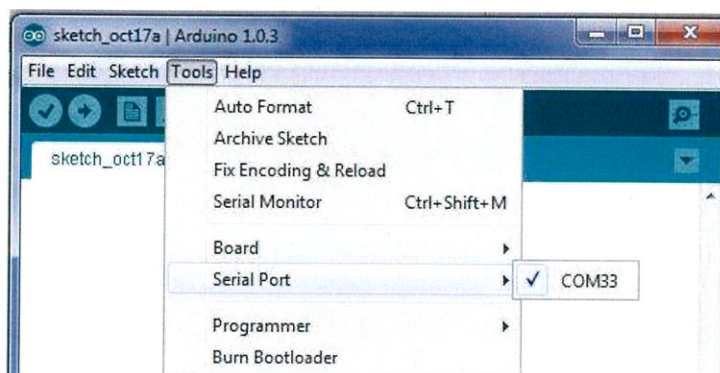 sketch_oct17a | Arduino 1.0.3
File Edit Sketch Tools Help
sketch_oct17a
Auto Format Ctrl+T
Archive Sketch
Fix Encoding & Reload
Serial Monitor Ctrl+Shift+M
Board
Serial Port
COM33
Programmer
Burn Bootloader